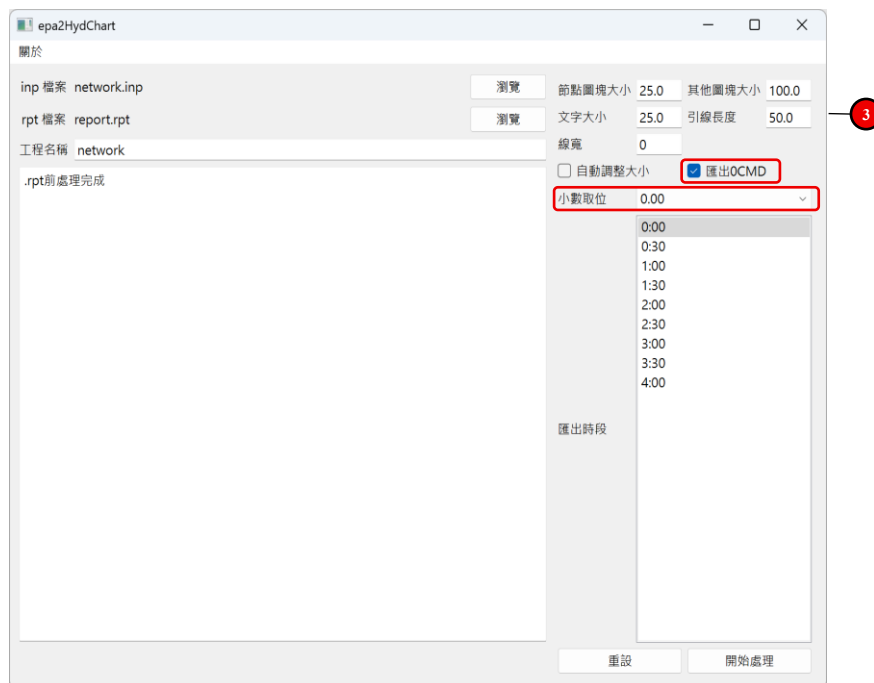 epa2HydChart
關於
inp 檔案 network.inp 瀏覽
rpt 檔案 report.rpt 瀏覽
工程名稱 network
.rpt前處理完成
節點圖塊大小 25.0 其他圖塊大小 100.0
文字大小 25.0 引線長度 50.0
線寬 0
自動調整大小 匯出0CMD
小數取位 0.00
匯出時段
0:00
0:30
1:00
1:30
2:00
2:30
3:00
3:30
4:00
重設 開始處理
3